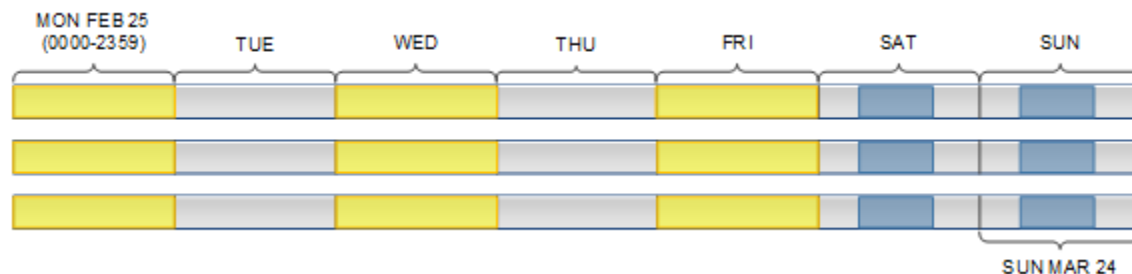 MON FEB 25
(0000-2359)
TUE
WED
THU
FRI
SAT
SUN
SUN MAR 24